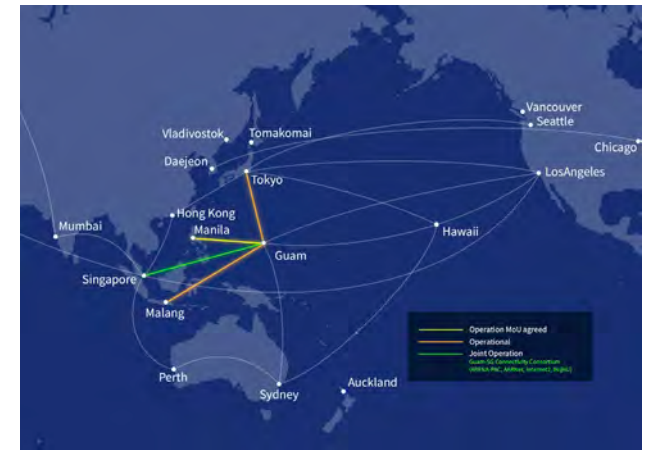 Vancouver
Seattle
Vladivostok
Tomakomai
Chicago
Daejeon
Tokyo
LosAngeles
Hong Kong
Mumbai
Manila
Hawaii
Guam
Singapore
Malang
Operation MoU agreed
Operational
Joint Operation
Guam SG Connectivity Consortium
Perth
Auckland
Sydney